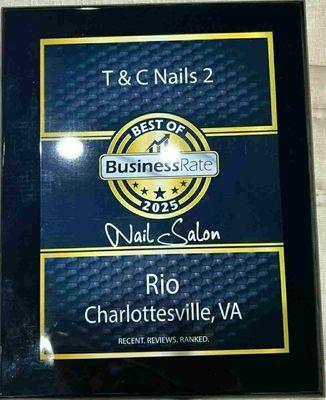 T & C Nails 2
BEST OF
BusinessRate
2025
Nail Salon
Rio
Charlottesville, VA
RECENT. REVIEWS. RANKED.